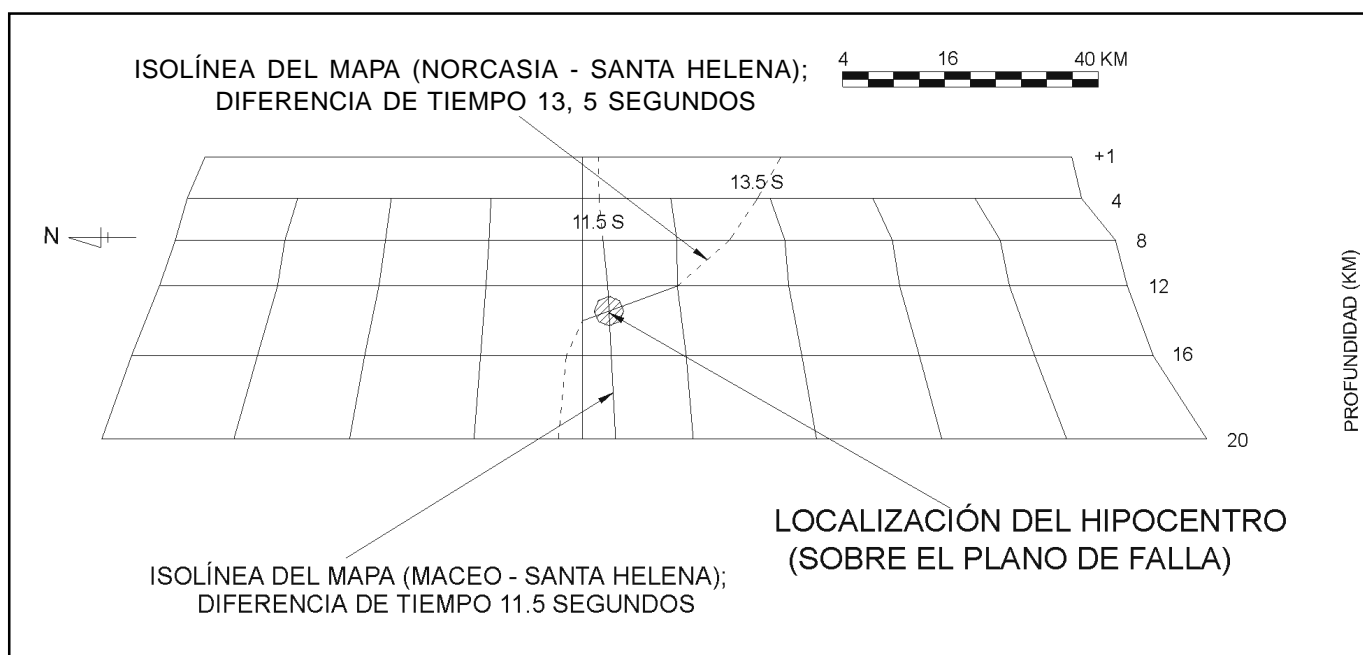 ISOLÍNEA DEL MAPA (NORCASIA - SANTA HELENA);
DIFERENCIA DE TIEMPO 13, 5 SEGUNDOS
4 16 40 KM
+1
13.5 S
4
11.5 S
N
8
12
16
20
PROFUNDIDAD (KM)
LOCALIZACIÓN DEL HIPOCENTRO
(SOBRE EL PLANO DE FALLA)
ISOLÍNEA DEL MAPA (MACEO - SANTA HELENA);
DIFERENCIA DE TIEMPO 11.5 SEGUNDOS